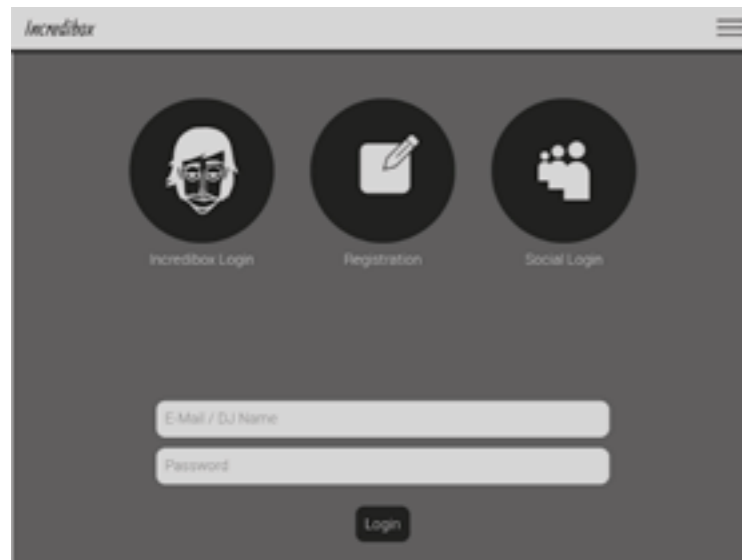 Incredibox
Incredibox Login
Registration
Social Login
E-Mail / DJ Name
Password
Login